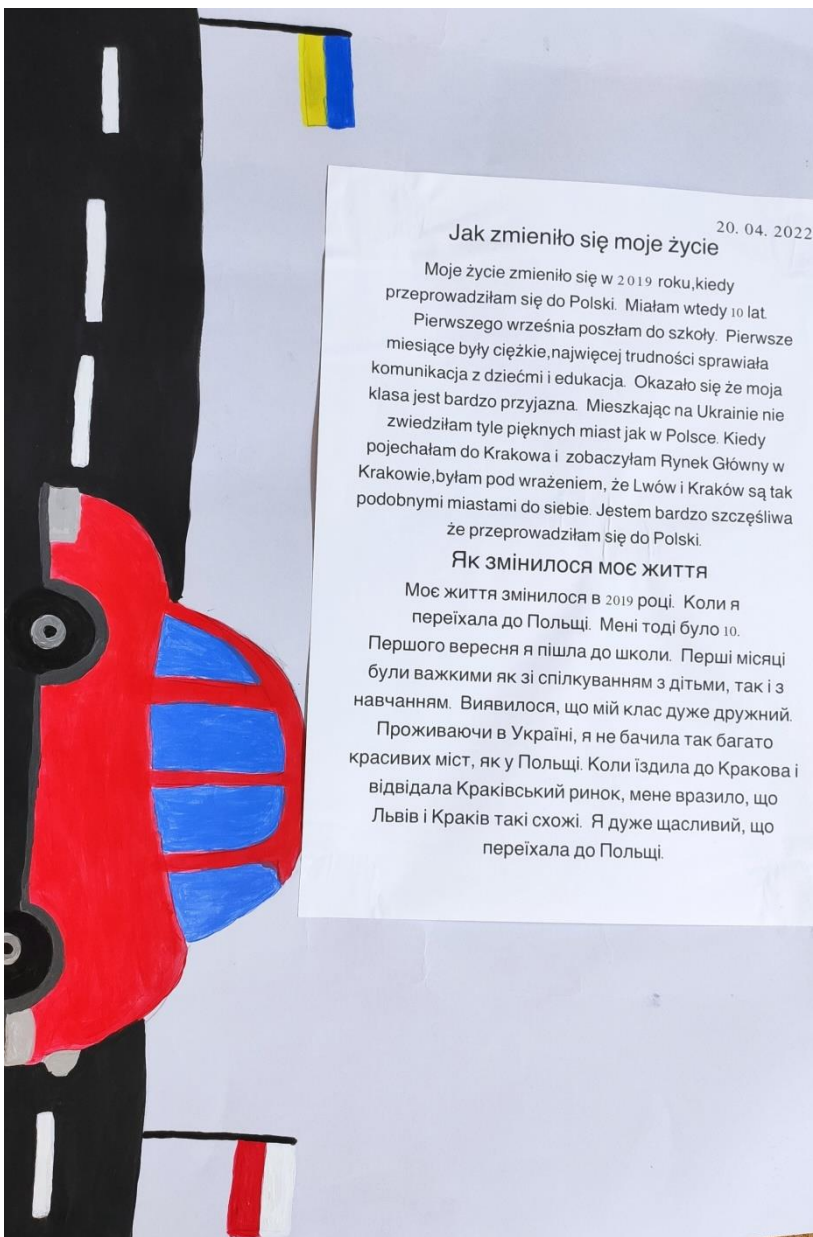 20. 04. 2022
Jak zmieniło się moje życie
Moje życie zmieniło się w 2019 roku,kiedy
przeprowadziłam się do Polski. Miałam wtedy 10 lat.
Pierwszego września poszłam do szkoły. Pierwsze
miesiące były ciężkie,najwięcej trudności sprawiała
komunikacja z dziećmi i edukacja. Okazało się że moja
klasa jest bardzo przyjazna. Mieszkając na Ukrainie nie
zwiedziłam tyle pięknych miast jak w Polsce. Kiedy
pojechałam do Krakowa i zobaczyłam Rynek Główny w
Krakowie,byłam pod wrażeniem, że Lwów i Kraków są tak
podobnymi miastami do siebie. Jestem bardzo szczęśliwa
że przeprowadziłam się do Polski.
Як змінилося моє життя
Моє життя змінилося в 2019 році. Коли я
переїхала до Польщі. Мені тоді було 10.
Першого вересня я пішла до школи. Перші місяці
були важкими як зі спілкуванням з дітьми, так і з
навчанням. Виявилося, що мій клас дуже дружний.
Проживаючи в Україні, я не бачила так багато
красивих міст, як у Польщі. Коли їздила до Кракова і
відвідала Краківський ринок, мене вразило, що
Львів і Краків такі схожі. Я дуже щасливий, що
переїхала до Польщі.